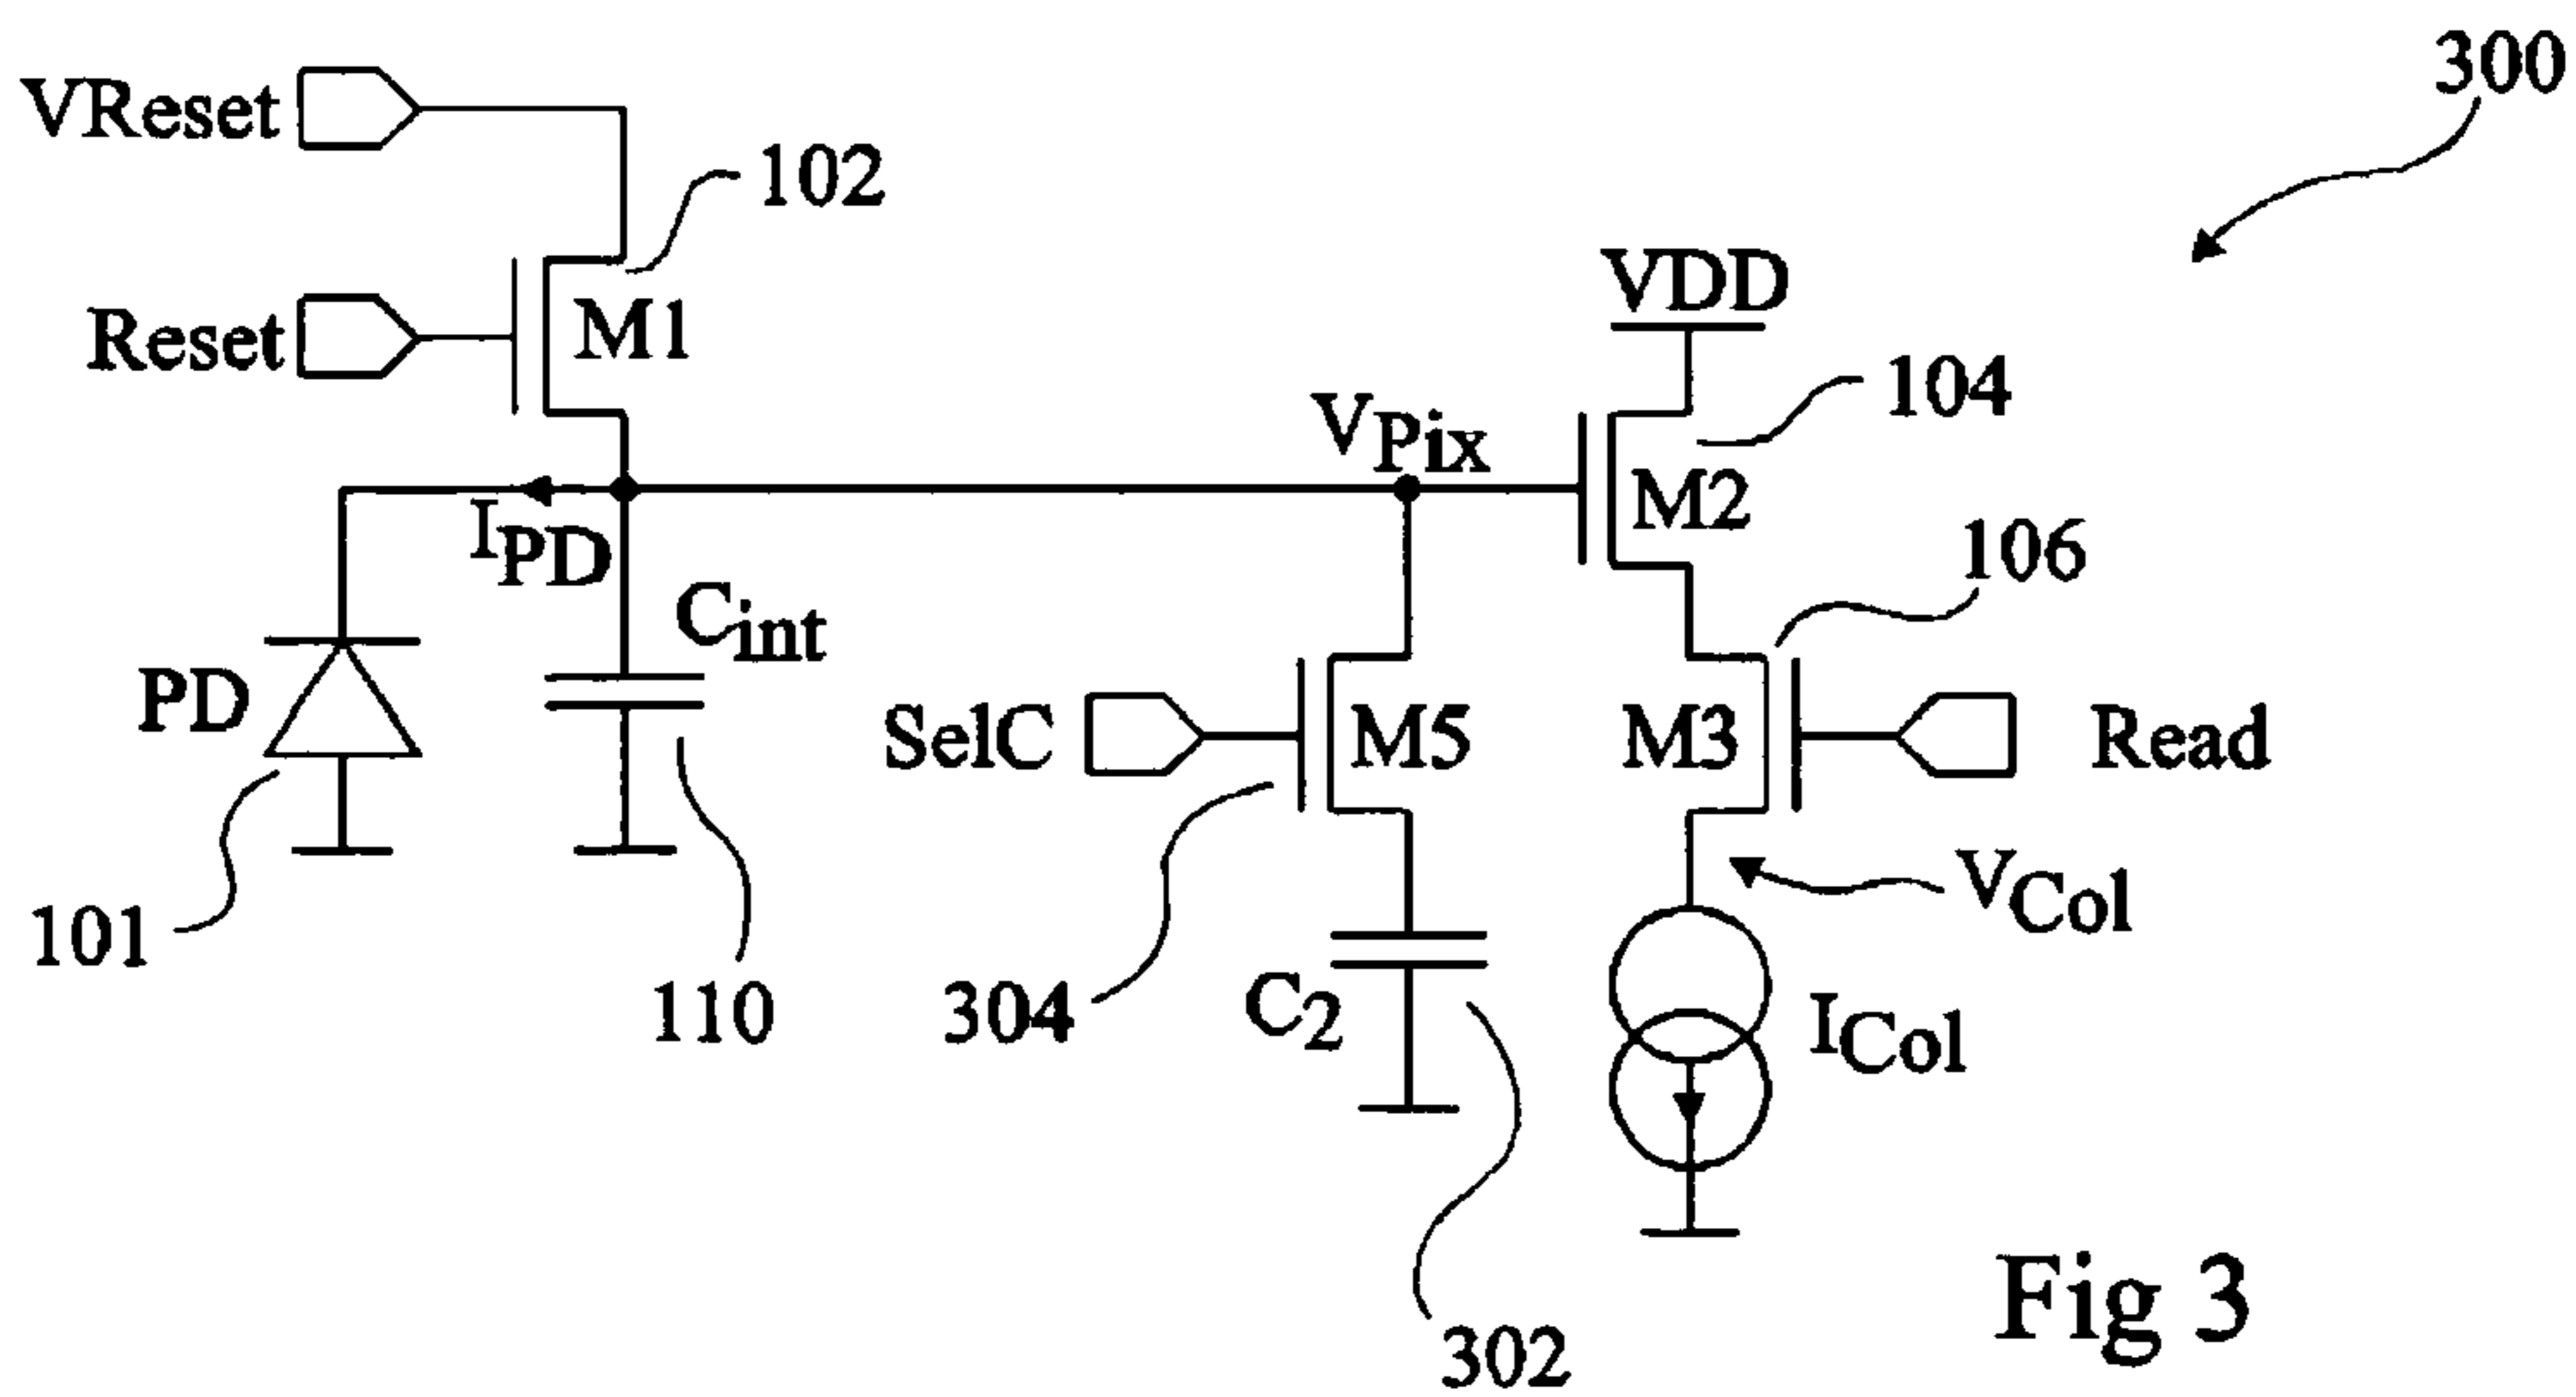 300
VReset
102
Reset
M1
VDD
104
VPix
M2
IPD
106
Cint
PD
SelC
M5
M3
Read
VCol
101
110
304
C2
ICol
302
Fig 3